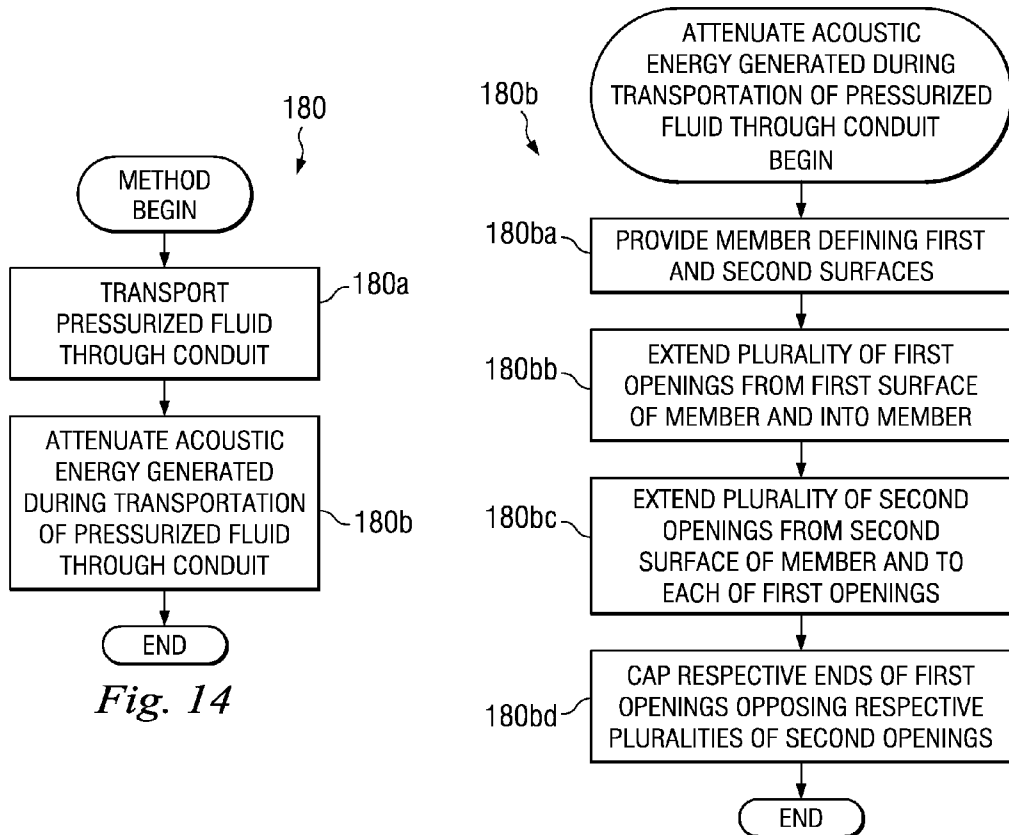 180
METHOD
BEGIN
180a
TRANSPORT
PRESSURIZED FLUID
THROUGH CONDUIT
ATTENUATE ACOUSTIC
ENERGY GENERATED
DURING TRANSPORTATION
OF PRESSURIZED FLUID
THROUGH CONDUIT
180b
END
Fig. 14
180b
ATTENUATE ACOUSTIC
ENERGY GENERATED DURING
TRANSPORTATION OF PRESSURIZED
FLUID THROUGH CONDUIT
BEGIN
180ba
PROVIDE MEMBER DEFINING FIRST
AND SECOND SURFACES
180bb
EXTEND PLURALITY OF FIRST
OPENINGS FROM FIRST SURFACE
OF MEMBER AND INTO MEMBER
180bc
EXTEND PLURALITY OF SECOND
OPENINGS FROM SECOND
SURFACE OF MEMBER AND TO
EACH OF FIRST OPENINGS
180bd
CAP RESPECTIVE ENDS OF FIRST
OPENINGS OPPOSING RESPECTIVE
PLURALITIES OF SECOND OPENINGS
END